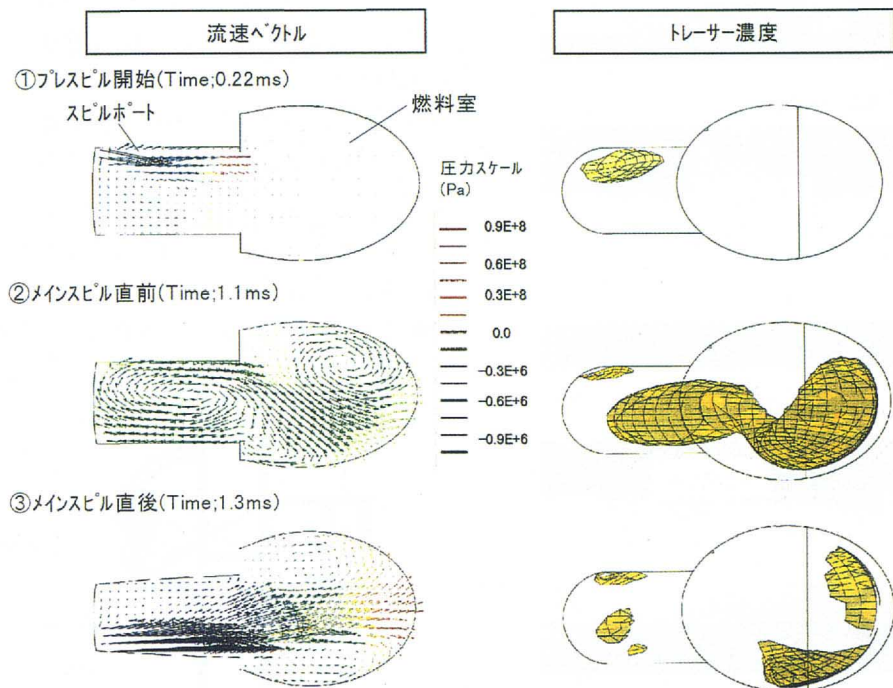 流速ベクトル
トレーサー濃度
①プレスピル開始(Time;0.22ms)
スピルポート
燃料室
圧力スケール
(Pa)
0.9E+8
0.6E+8
0.3E+8
0.0
-0.3E+6
-0.6E+6
-0.9E+6
②メインスピル直前(Time;1.1ms)
③メインスピル直後(Time;1.3ms)